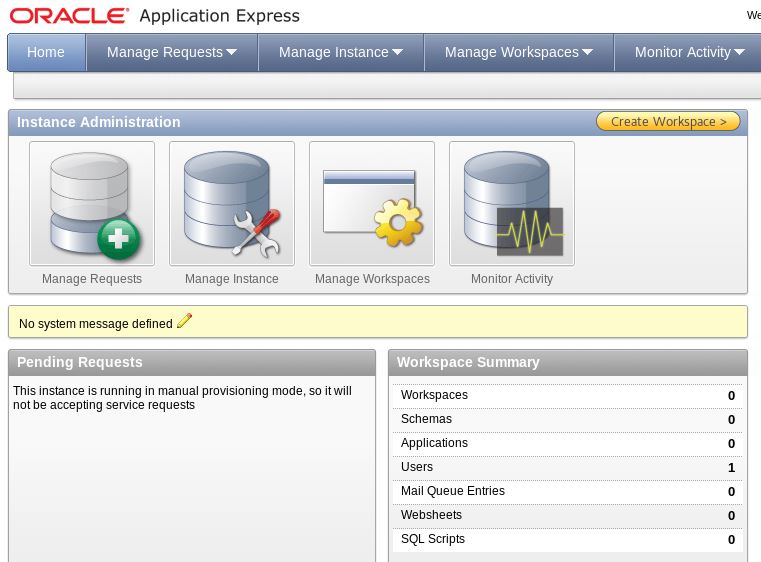 ORACLE Application Express
We
Home
Manage Requests
Manage Instance
Manage Workspaces
Monitor Activity
Instance Administration
Create Workspace >
Manage Requests
Manage Instance
Manage Workspaces
Monitor Activity
No system message defined
Pending Requests
This instance is running in manual provisioning mode, so it will
not be accepting service requests
Workspace Summary
Workspaces 0
Schemas 0
Applications 0
Users 1
Mail Queue Entries 0
Websheets 0
SQL Scripts 0